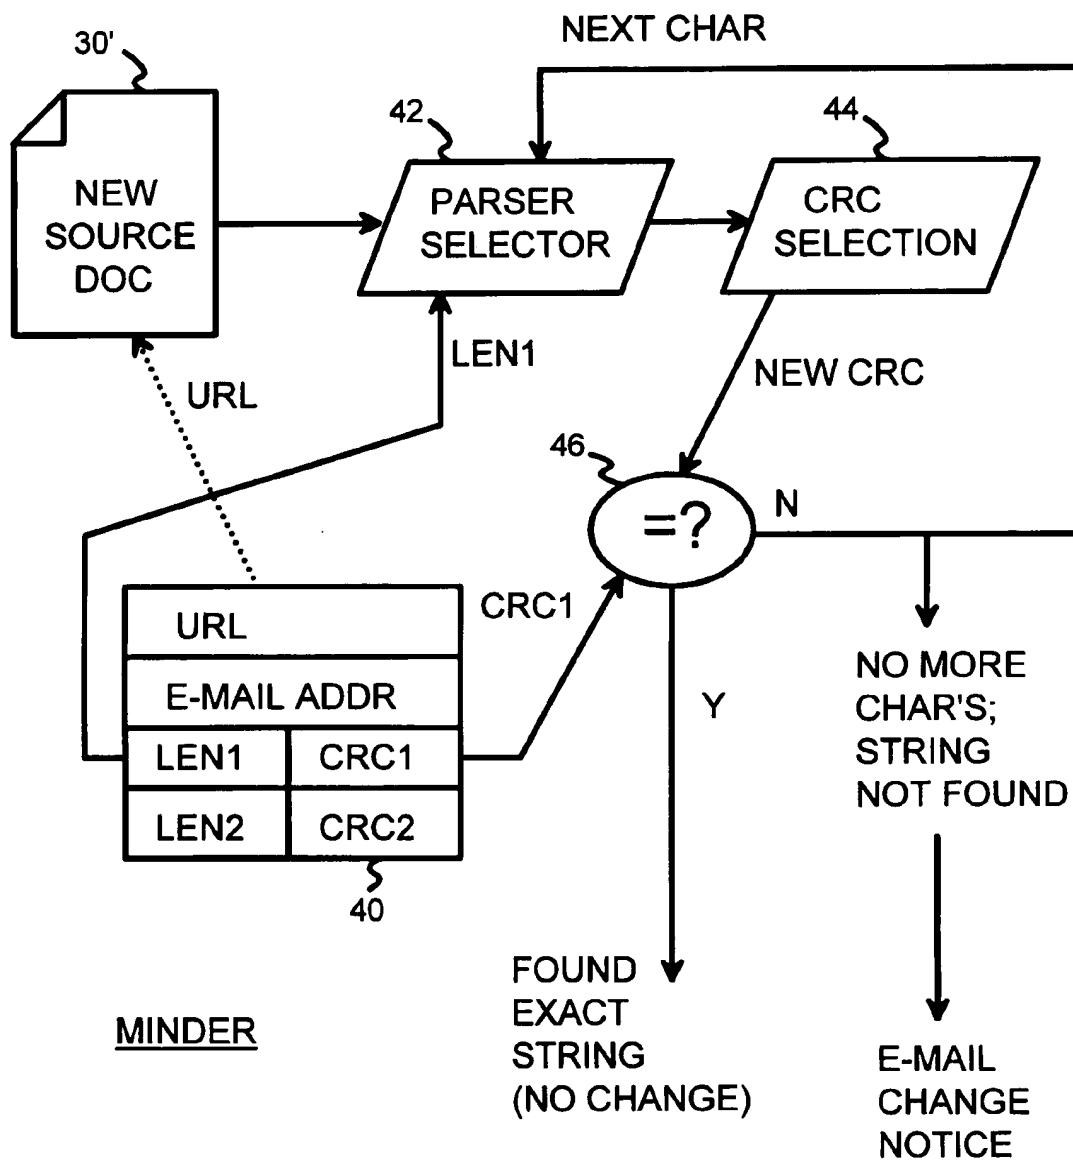 NEXT CHAR
30'
42
44
NEW
SOURCE
DOC
PARSER
SELECTOR
CRC
SELECTION
LEN1
URL
NEW CRC
46
=?
N
CRC1
URL
E-MAIL ADDR
LEN1 CRC1
LEN2 CRC2
40
Y
NO MORE
CHAR'S;
STRING
NOT FOUND
FOUND
EXACT
STRING
(NO CHANGE)
MINDER
E-MAIL
CHANGE
NOTICE